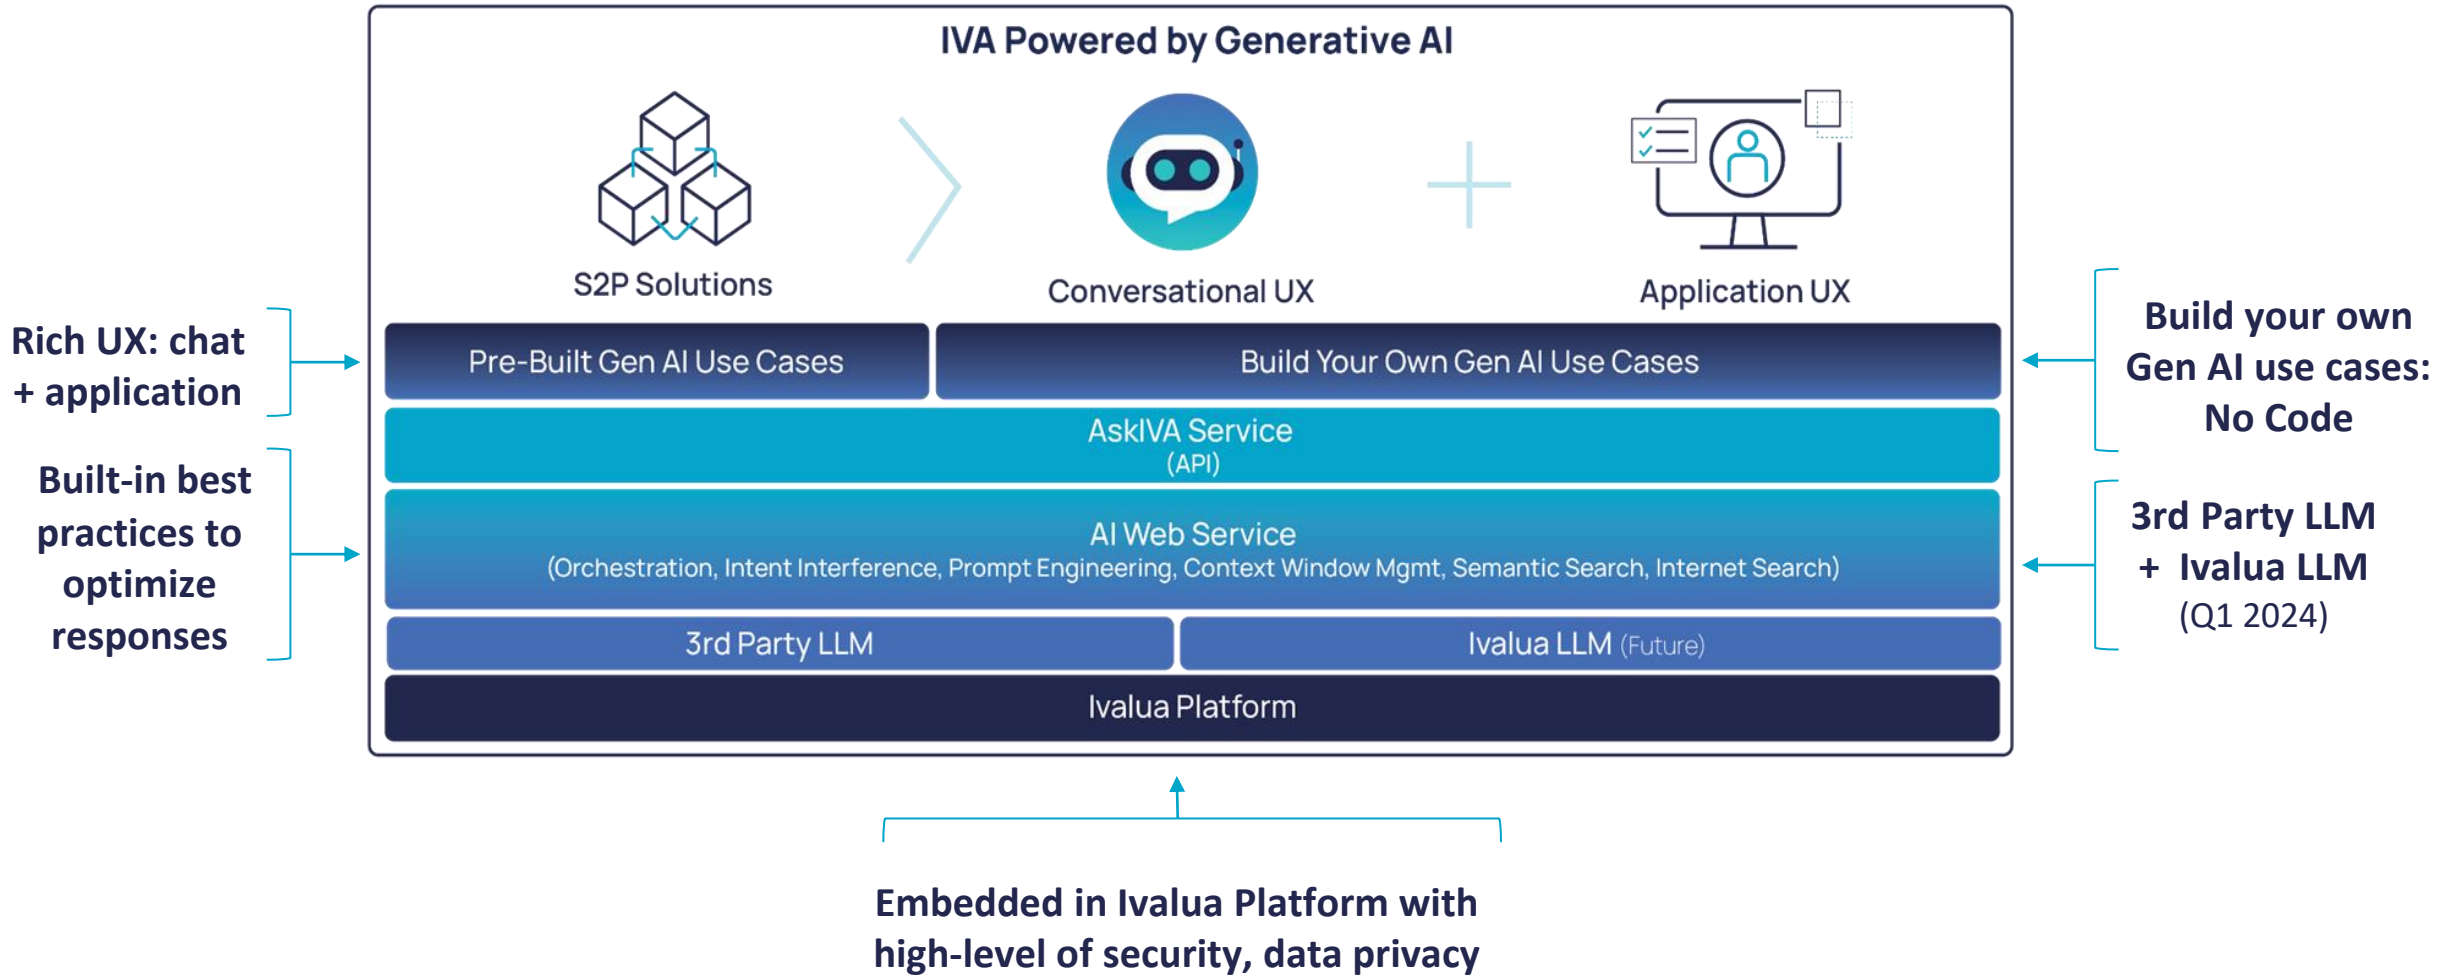 IVA Powered by Generative AI
S2P Solutions
Conversational UX
Application UX
Rich UX: chat
+ application
Pre-Built Gen AI Use Cases
Build Your Own Gen AI Use Cases
Build your own
Gen AI use cases:
No Code
AskIVA Service
(API)
Built-in best
practices to
optimize
responses
AI Web Service
(Orchestration, Intent Interference, Prompt Engineering, Context Window Mgmt, Semantic Search, Internet Search)
3rd Party LLM
+ Ivalua LLM
(Q1 2024)
3rd Party LLM
Ivalua LLM (Future)
Ivalua Platform
Embedded in Ivalua Platform with
high-level of security, data privacy